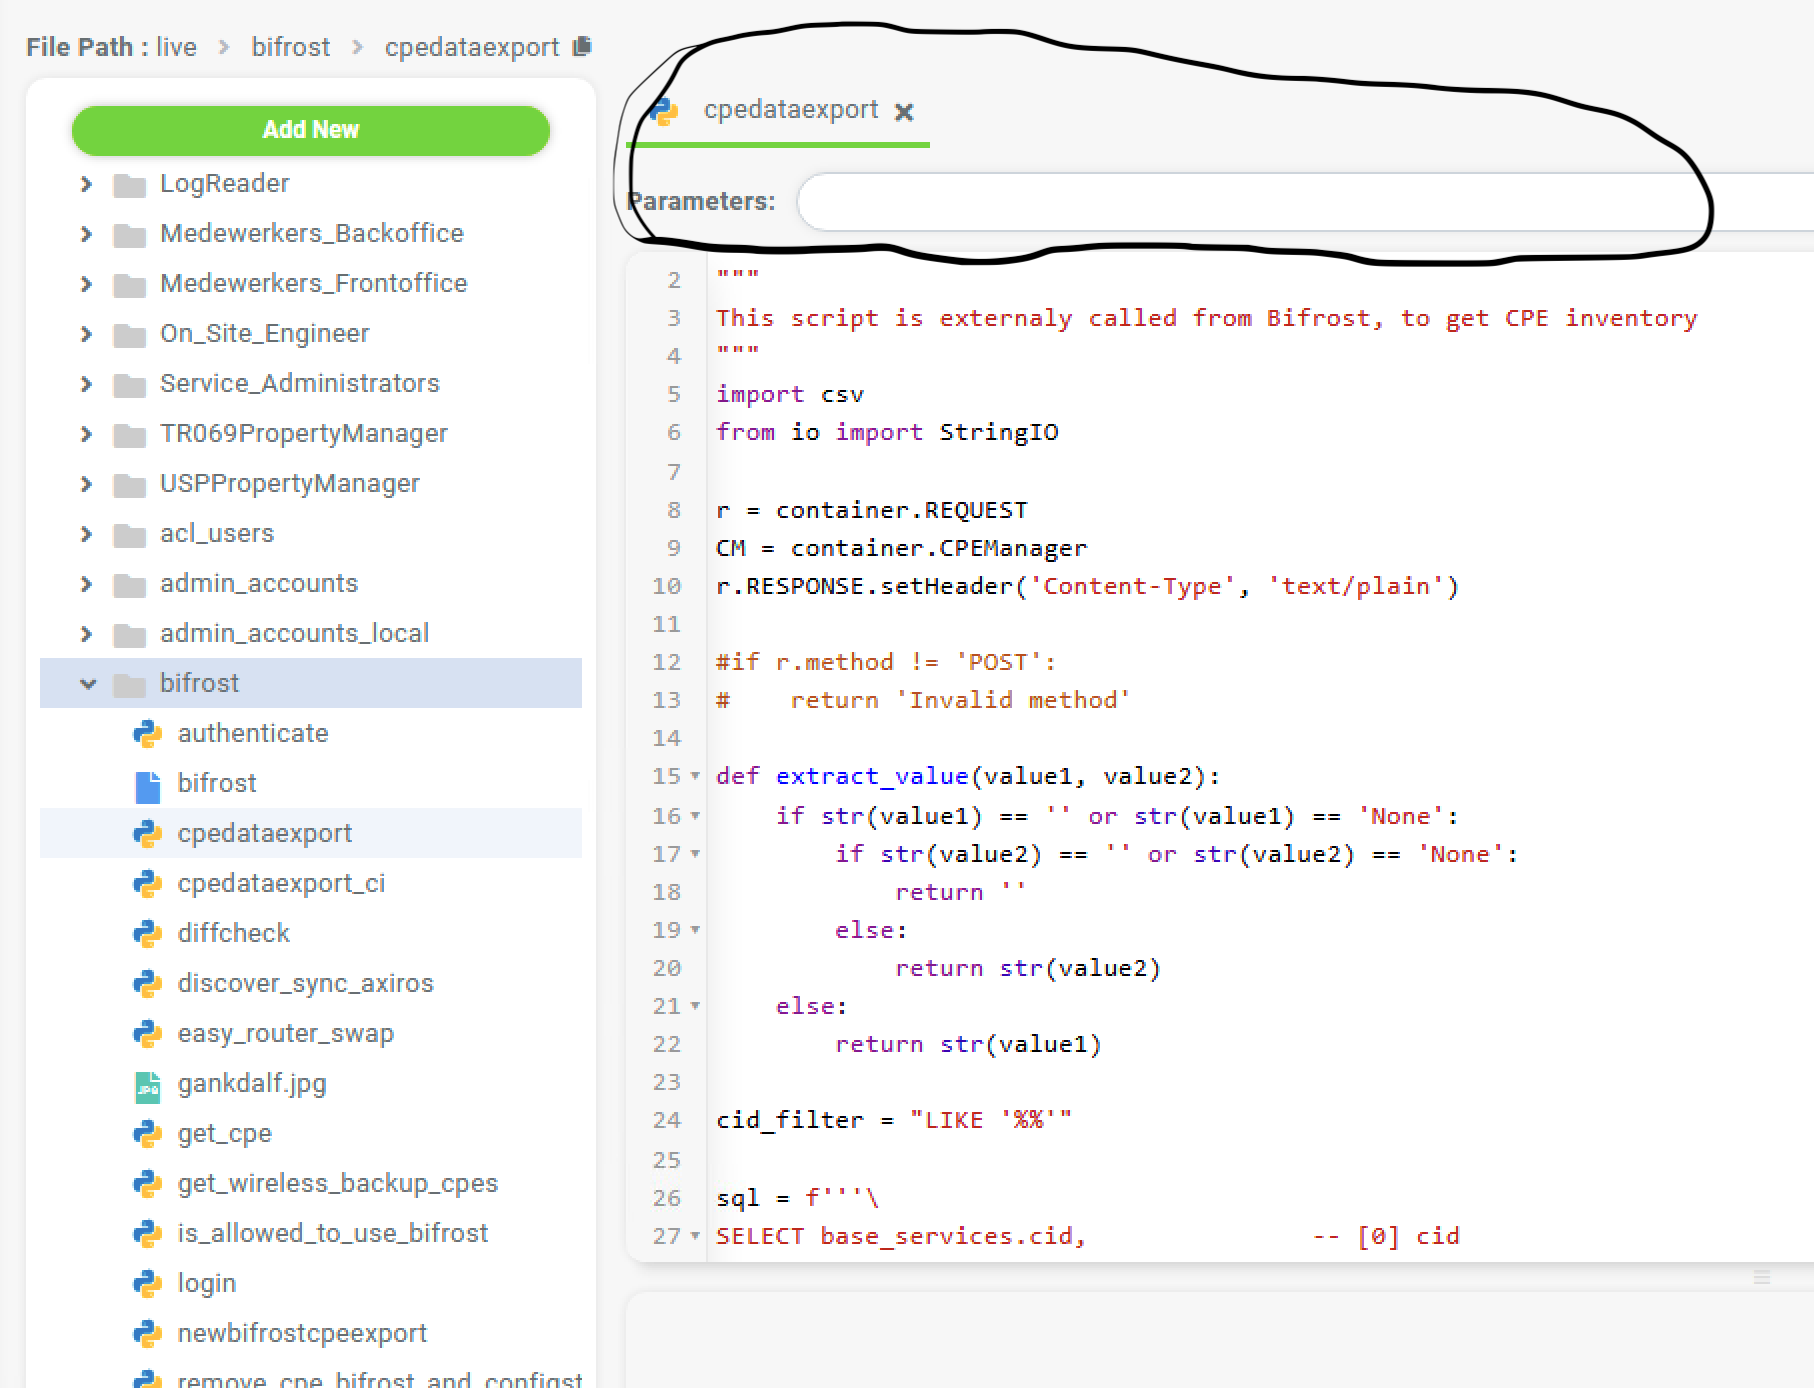 File Path : live > bifrost > cpedataexport
Add New
LogReader
Medewerkers_Backoffice
Medewerkers_Frontoffice
On_Site_Engineer
Service_Administrators
TR069PropertyManager
USPPropertyManager
acl_users
admin_accounts
admin_accounts_local
bifrost
authenticate
bifrost
cpedataexport
cpedataexport_ci
diffcheck
discover_sync_axiros
easy_router_swap
JPG
gankdalf.jpg
get_cpe
get_wireless_backup_cpes
is_allowed_to_use_bifrost
login
newbifrostcpeexport
remove_cpe_bifrost_and_configst
cpedataexport
Parameters:
2 """
3 This script is externaly called from Bifrost, to get CPE inventory
4 """
5 import csv
6 from io import StringIO
7
8 r = container.REQUEST
9 CM = container.CPEManager
10 r.RESPONSE.setHeader('Content-Type', 'text/plain')
11
12 #if r.method != 'POST':
13 #    return 'Invalid method'
14
15 def extract_value(value1, value2):
16     if str(value1) == '' or str(value1) == 'None':
17         if str(value2) == '' or str(value2) == 'None':
18             return ''
19         else:
20             return str(value2)
21     else:
22         return str(value1)
23
24 cid_filter = "LIKE '%%'"
25
26 sql = f'''\
27 SELECT base_services.cid,               -- [0] cid